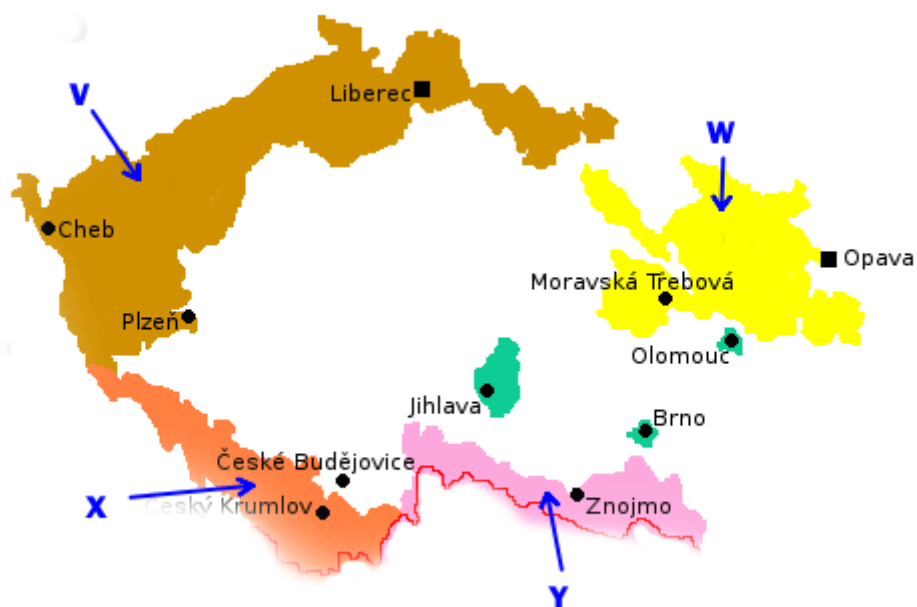 Liberec
V
W
Cheb
Opava
Moravská Třebová
Plzeň
Olomouc
Jihlava
Brno
České Budějovice
X
Český Krumlov
Znojmo
Y